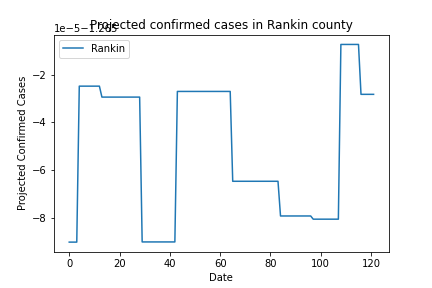 Projected confirmed cases in Rankin county
1e−5−1.265
Rankin
−2
−4
−6
−8
Projected Confirmed Cases
0 20 40 60 80 100 120
Date